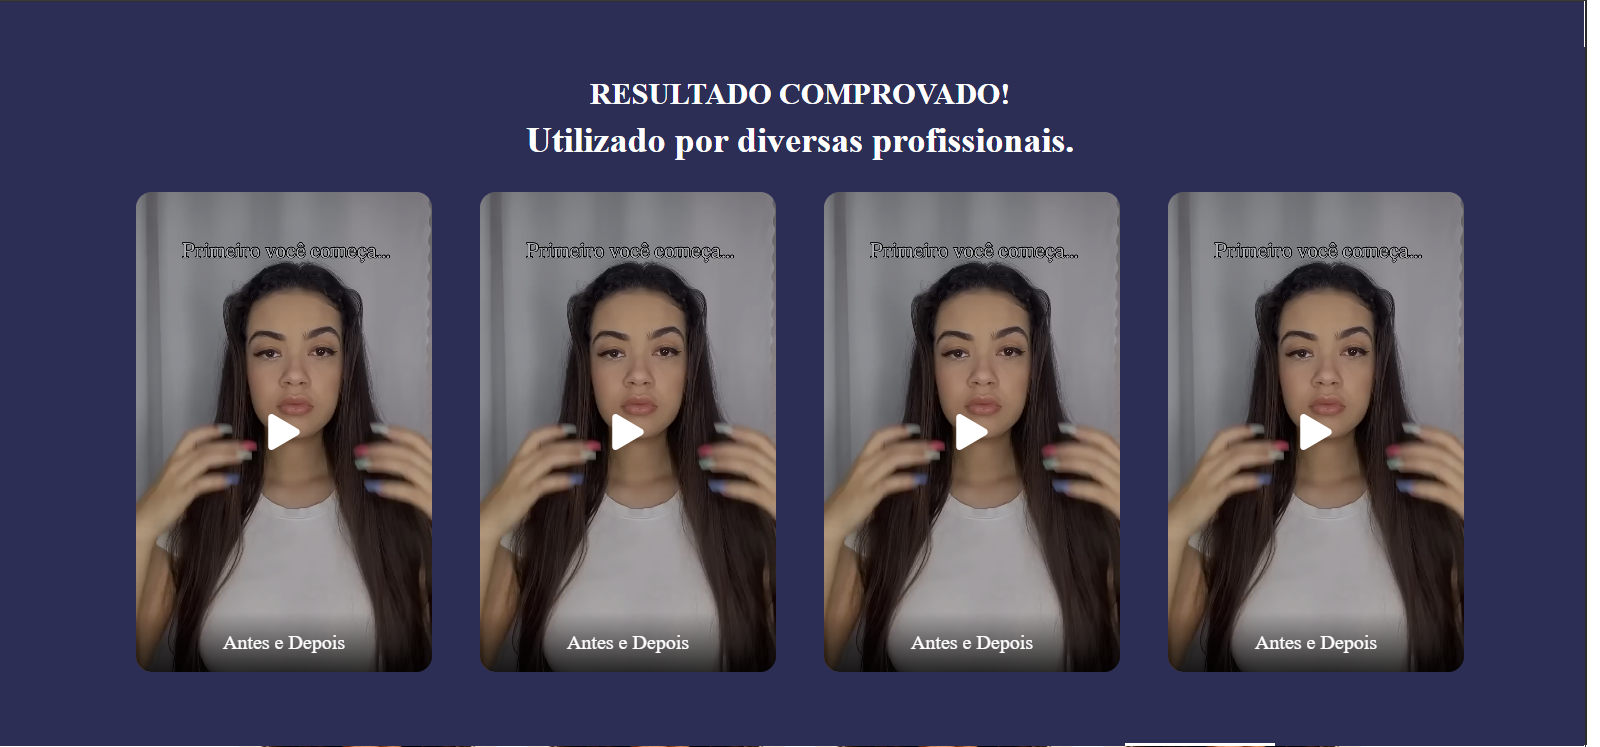 RESULTADO COMPROVADO!
Utilizado por diversas profissionais.
Primeiro você começa...
Primeiro você começa...
Primeiro você começa...
Primeiro você começa...
Antes e Depois
Antes e Depois
Antes e Depois
Antes e Depois